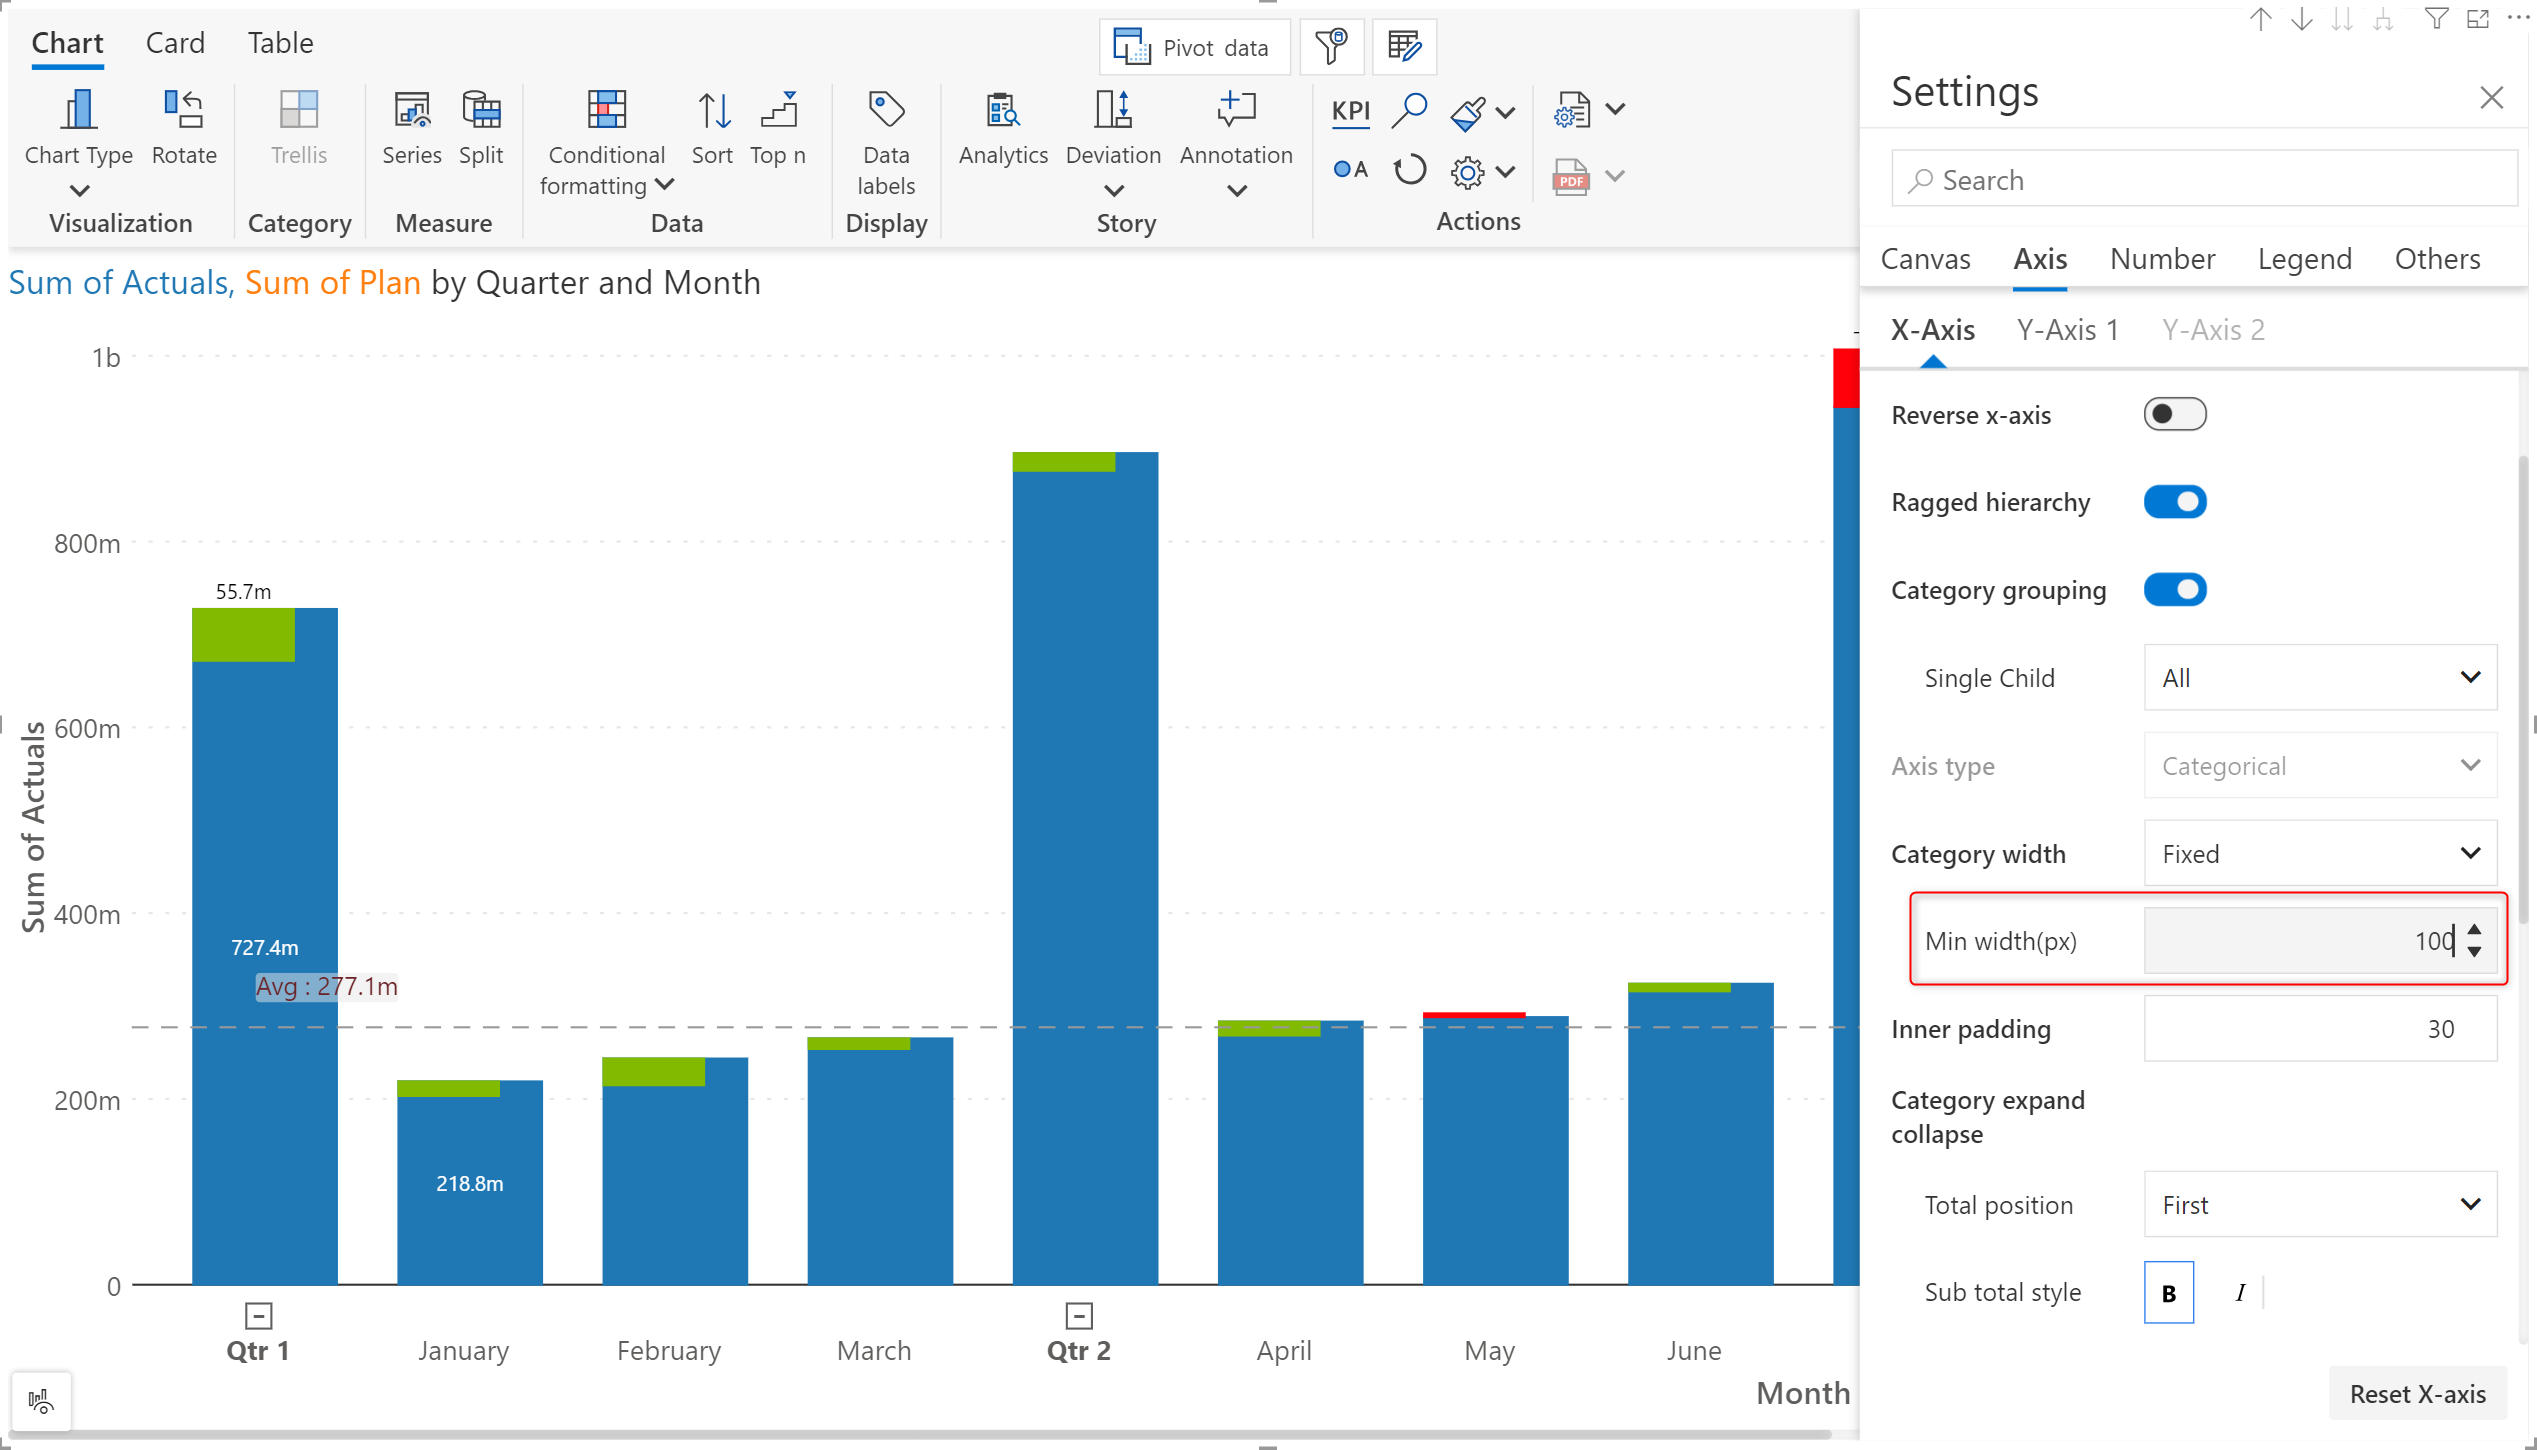 Chart Card Table
Pivot data
Chart Type Rotate Trellis Series Split Conditional formatting Sort Top n Data labels Analytics Deviation Annotation
KPI
A
PDF
Visualization Category Measure Data Display Story Actions
Sum of Actuals, Sum of Plan by Quarter and Month
1b
800m
600m
400m
200m
0
Sum of Actuals
55.7m
727.4m
Avg : 277.1m
218.8m
Qtr 1 January February March Qtr 2 April May June
Month
Settings
Search
Canvas Axis Number Legend Others
X-Axis Y-Axis 1 Y-Axis 2
Reverse x-axis
Ragged hierarchy
Category grouping
Single Child All
Axis type Categorical
Category width Fixed
Min width(px) 100
Inner padding 30
Category expand
collapse
Total position First
Sub total style B I
Reset X-axis